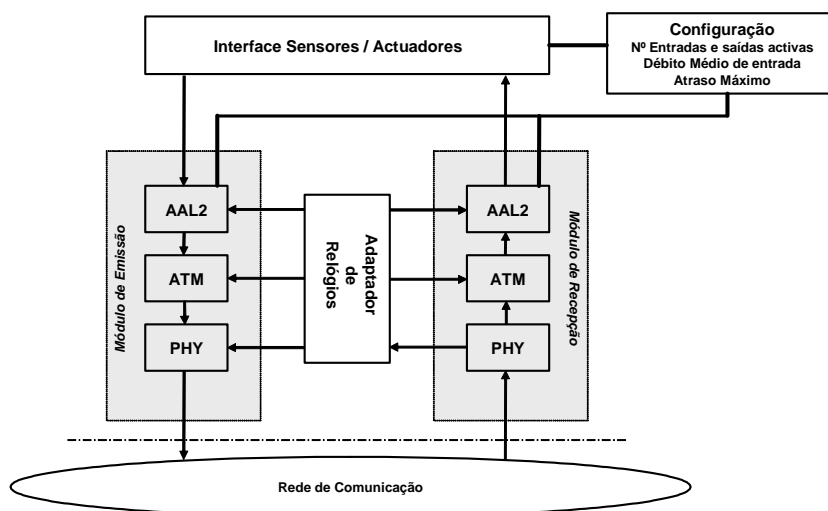 Interface Sensores / Actuadores
Configuração
Nº Entradas e saídas activas
Débito Médio de entrada
Atraso Máximo
Módulo de Emissão
AAL2
ATM
PHY
Adaptador
de
Relógios
AAL2
ATM
PHY
Módulo de Recepção
Rede de Comunicação